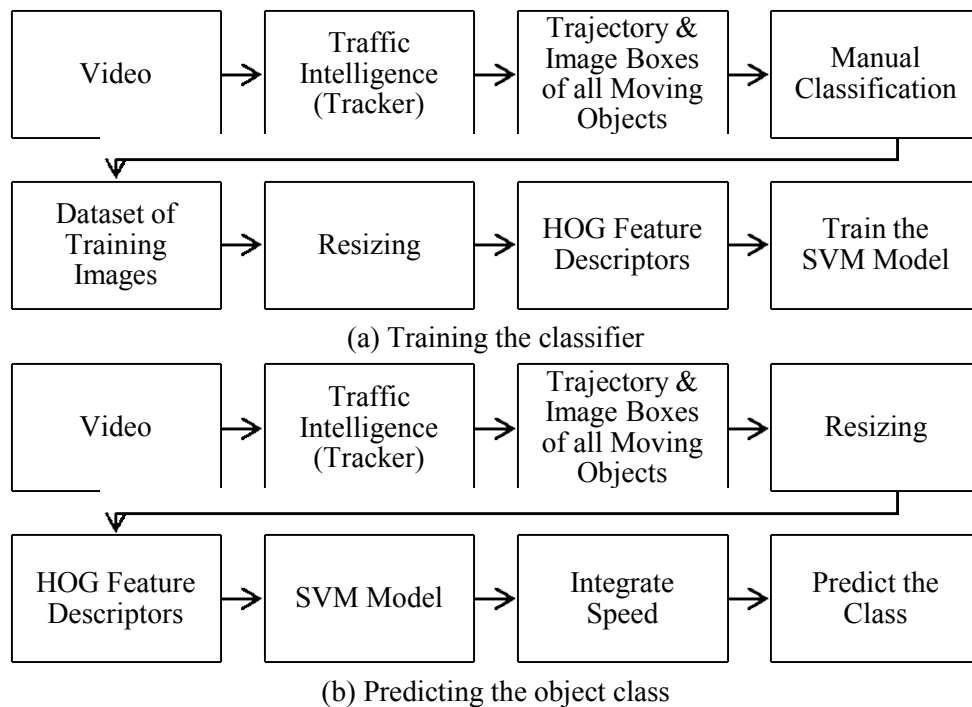 Video
Traffic
Intelligence
(Tracker)
Trajectory &
Image Boxes
of all Moving
Objects
Manual
Classification
Dataset of
Training
Images
Resizing
HOG Feature
Descriptors
Train the
SVM Model
(a) Training the classifier
Video
Traffic
Intelligence
(Tracker)
Trajectory &
Image Boxes
of all Moving
Objects
Resizing
HOG Feature
Descriptors
SVM Model
Integrate
Speed
Predict the
Class
(b) Predicting the object class